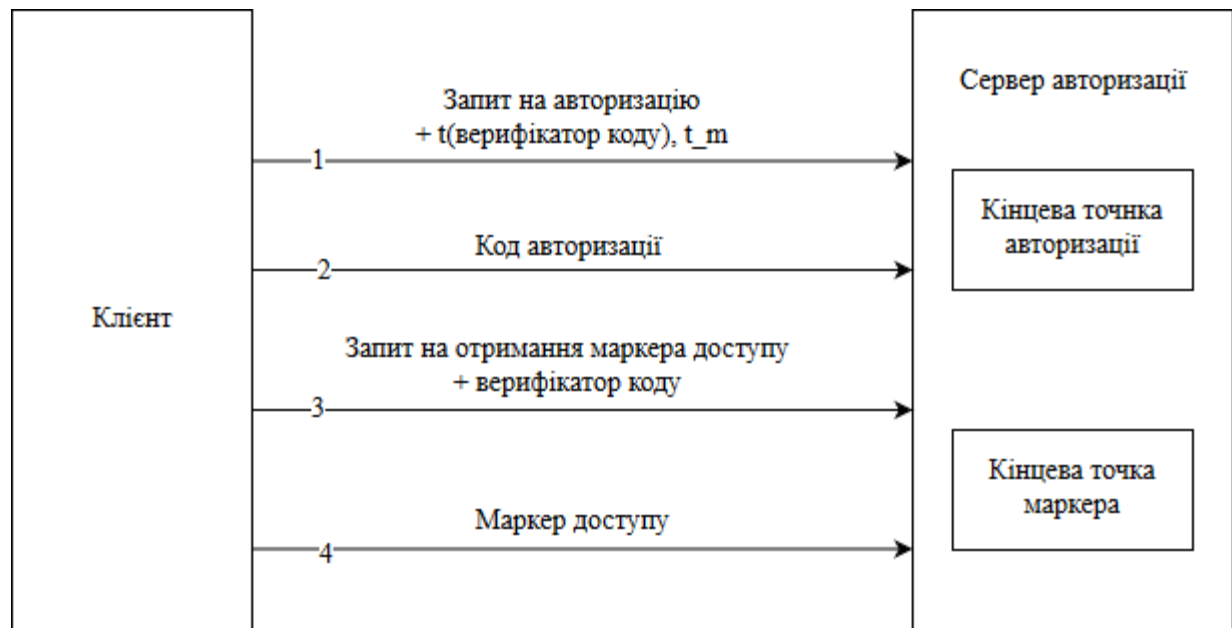 Сервер авторизації
Запит на авторизацію
+ t(верифікатор коду), t_m
1
Кінцева точнка
авторизації
Код авторизації
2
Клієнт
Запит на отримання маркера доступу
+ верифікатор коду
3
Кінцева точка
маркера
Маркер доступу
4